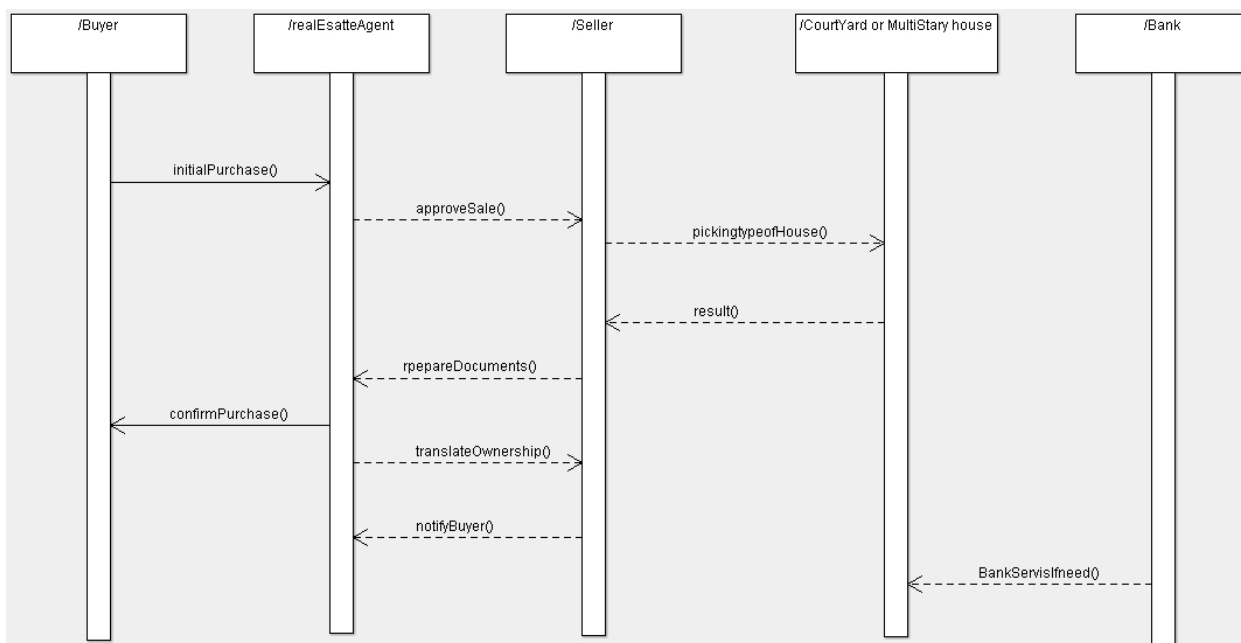 /Buyer
/realEsatteAgent
/Seller
/CourtYard or MultiStary house
/Bank
initialPurchase()
approveSale()
pickingtypeofHouse()
result()
rpepareDocuments()
confirmPurchase()
translateOwnership()
notifyBuyer()
BankServisIfneed()